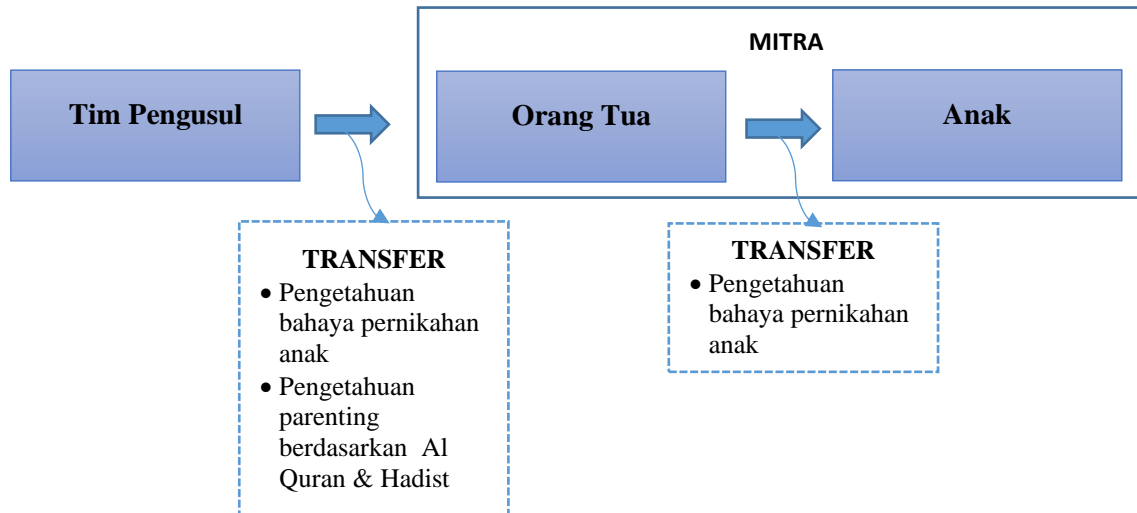 MITRA
Tim Pengusul
Orang Tua
Anak
TRANSFER
• Pengetahuan
bahaya pernikahan
anak
• Pengetahuan
parenting
berdasarkan Al
Quran & Hadist
TRANSFER
• Pengetahuan
bahaya pernikahan
anak